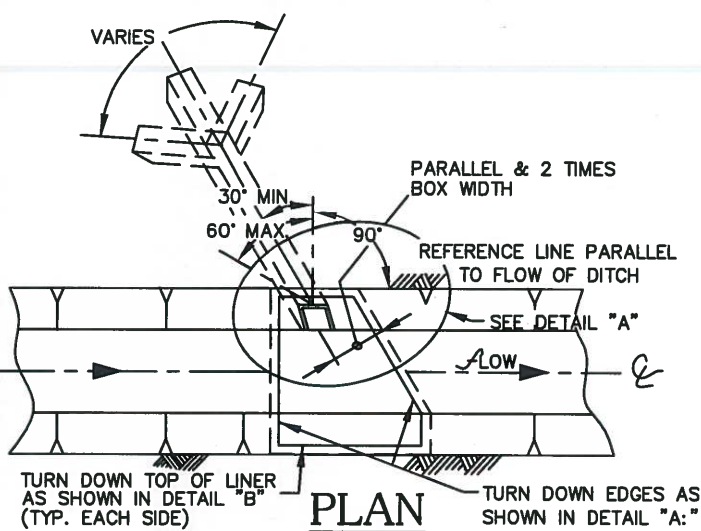 VARIES
PARALLEL & 2 TIMES
BOX WIDTH
30° MIN
60° MAX
90°
REFERENCE LINE PARALLEL
TO FLOW OF DITCH
SEE DETAIL "A"
FLOW
℄
TURN DOWN TOP OF LINER
AS SHOWN IN DETAIL "B"
(TYP. EACH SIDE)
PLAN
TURN DOWN EDGES AS
SHOWN IN DETAIL "A:"